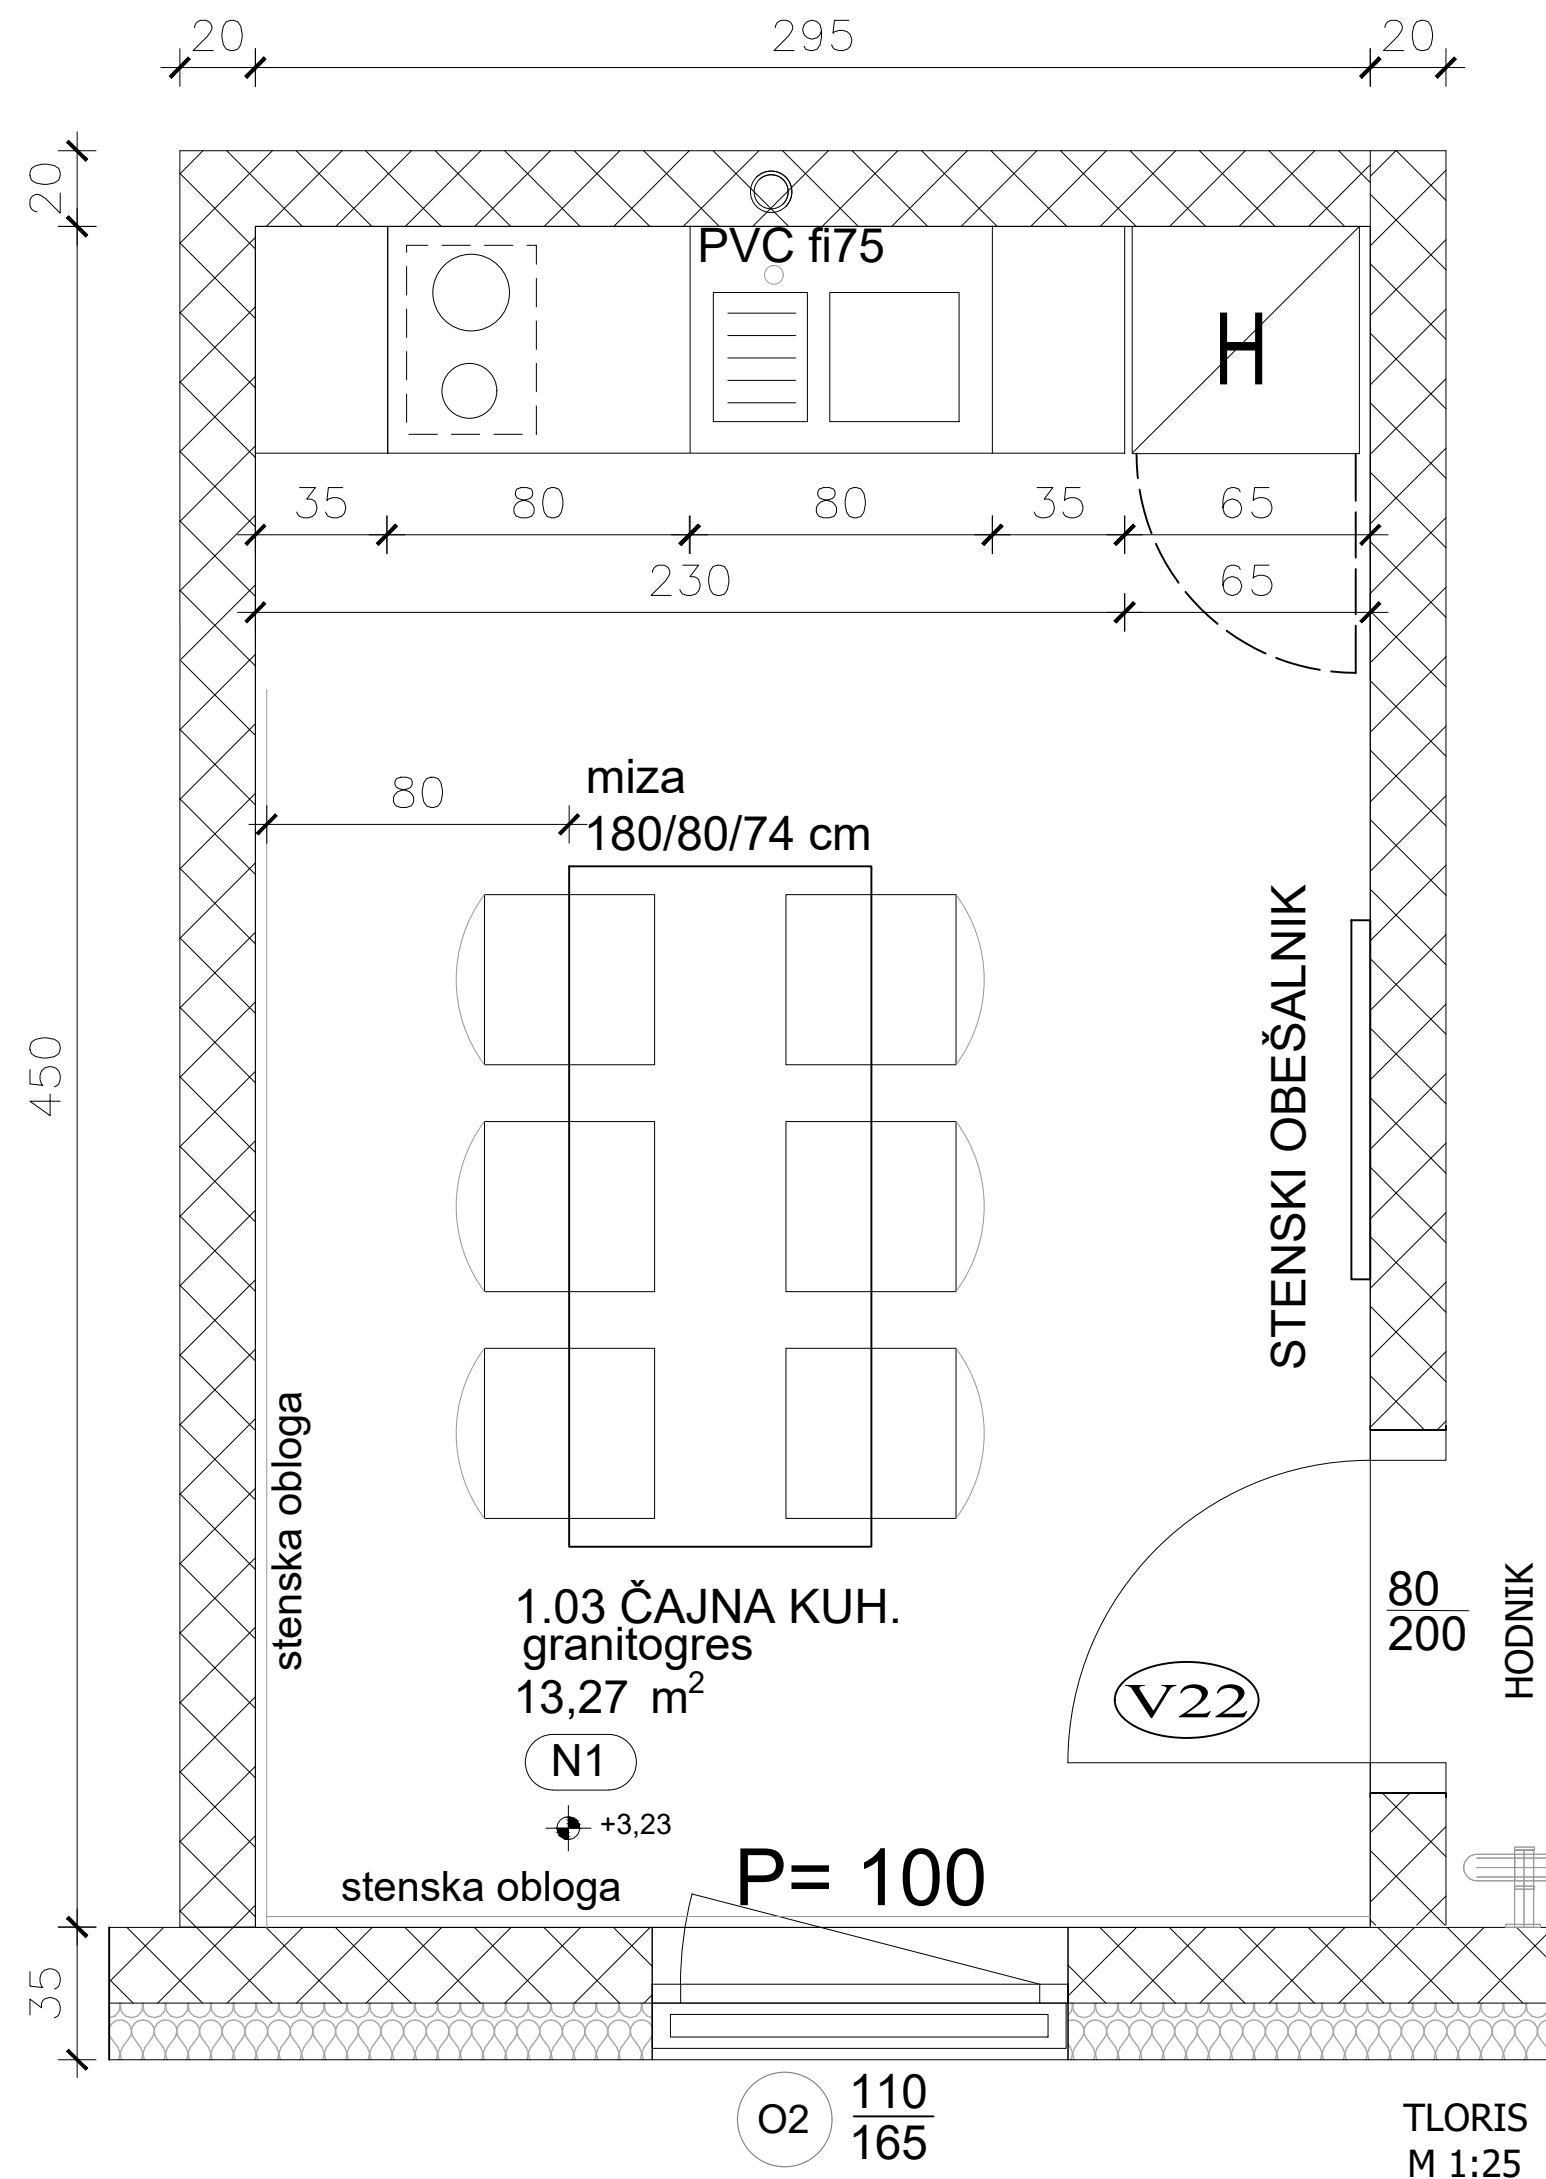 20
295
20
20
PVC fi75
H
35
80
80
35
65
230
65
80
miza
180/80/74 cm
STENSKI OBEŠALNIK
450
stenska obloga
1.03 ČAJNA KUH.
granitogres
13,27 m²
N1
+3,23
80
200
HODNIK
V22
stenska obloga
P= 100
35
O2
110
165
TLORIS
M 1:25